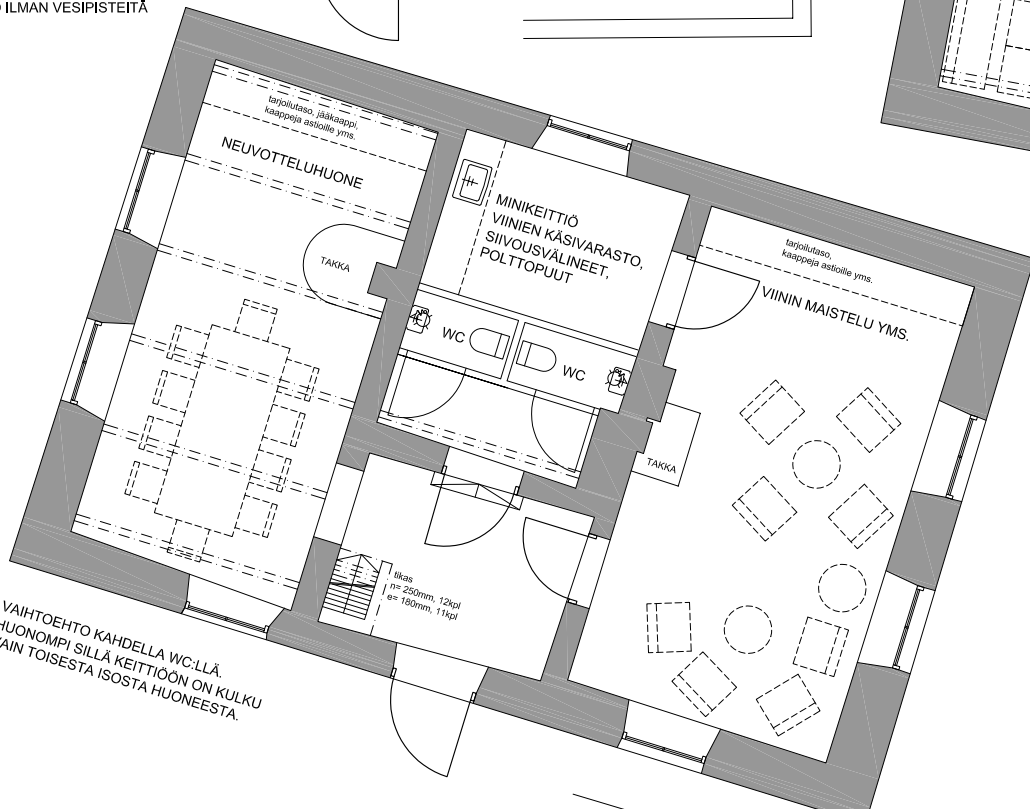 ILMAN VESIPISTEITÄ
tarjoilutaso, jääkaappi,
kaappeja astioille yms.
NEUVOTTELUHUONE
TAKKA
MINIKEITTIÖ
VIINIEN KÄSIVARASTO,
SIIVOUSVÄLINEET,
POLTTOPUUT
WC
WC
tarjoilutaso,
kaappeja astioille yms.
VIININ MAISTELU YMS.
TAKKA
tikas
n= 250mm, 12kpl
e= 180mm, 11kpl
VAIHTOEHTO KAHDELLA WC:LLÄ.
HUONOMPI SILLÄ KEITTIÖÖN ON KULKU
VAIN TOISESTA ISOSTA HUONEESTA.